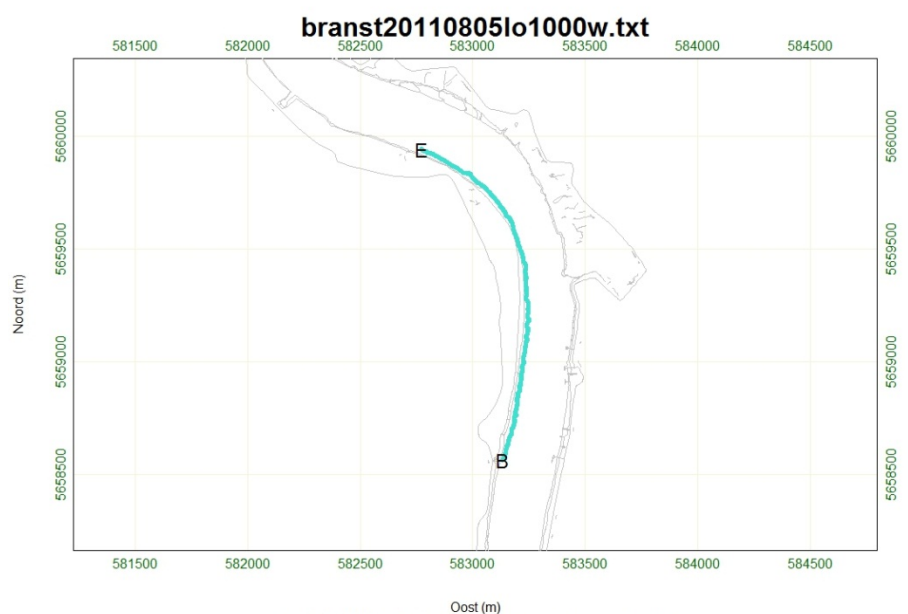 branst20110805lo1000w.txt
581500 582000 582500 583000 583500 584000 584500
5660000 5660000
E
5659500 5659500
Noord (m)
5659000 5659000
5658500 5658500
B
581500 582000 582500 583000 583500 584000 584500
Oost (m)